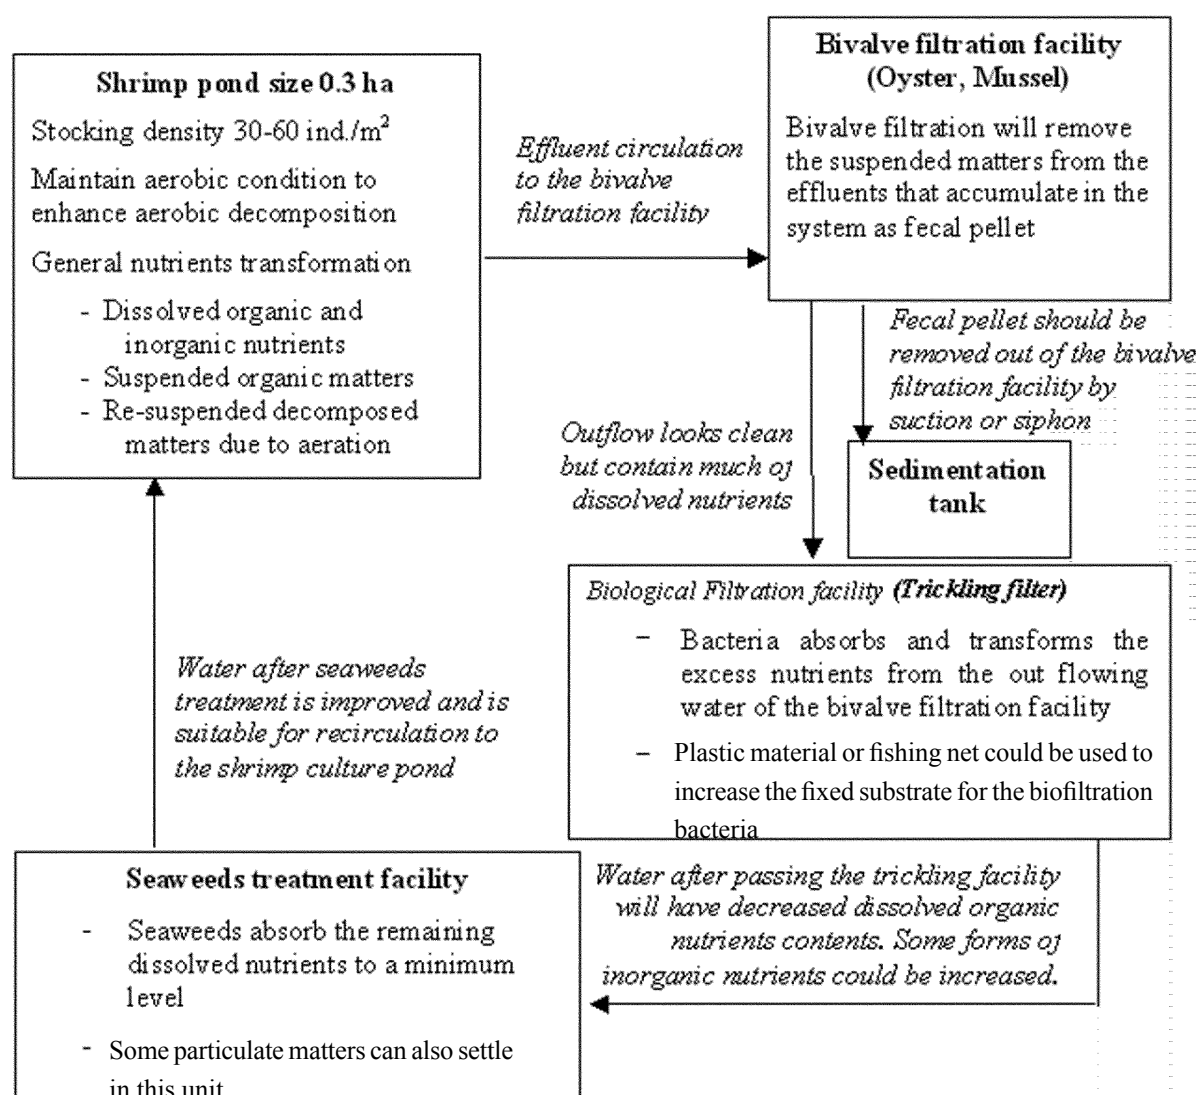 Shrimp pond size 0.3 ha
Stocking density 30-60 ind./m²
Maintain aerobic condition to
enhance aerobic decomposition
General nutrients transformation
- Dissolved organic and
inorganic nutrients
- Suspended organic matters
- Re-suspended decomposed
matters due to aeration
Effluent circulation
to the bivalve
filtration facility
Bivalve filtration facility
(Oyster, Mussel)
Bivalve filtration will remove
the suspended matters from the
effluents that accumulate in the
system as fecal pellet
Fecal pellet should be
removed out of the bivalve
filtration facility by
suction or siphon
Outflow looks clean
but contain much of
dissolved nutrients
Sedimentation
tank
Biological Filtration facility (Trickling filter)
- Bacteria absorbs and transforms the
excess nutrients from the out flowing
water of the bivalve filtration facility
- Plastic material or fishing net could be used to
increase the fixed substrate for the biofiltration
bacteria
Water after passing the trickling facility
will have decreased dissolved organic
nutrients contents. Some forms of
inorganic nutrients could be increased.
Seaweeds treatment facility
- Seaweeds absorb the remaining
dissolved nutrients to a minimum
level
- Some particulate matters can also settle
in this unit
Water after seaweeds
treatment is improved and is
suitable for recirculation to
the shrimp culture pond